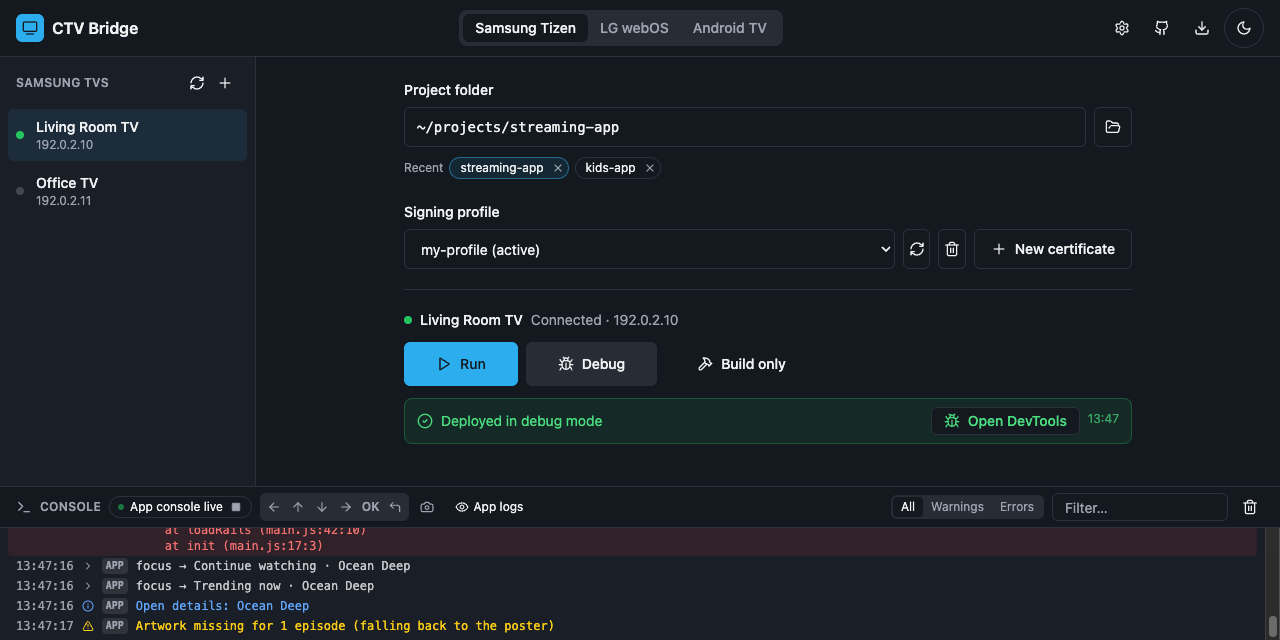 CTV Bridge
Samsung Tizen LG webOS Android TV
SAMSUNG TVS
Living Room TV
192.0.2.10
Office TV
192.0.2.11
Project folder
~/projects/streaming-app
Recent streaming-app kids-app
Signing profile
my-profile (active)
New certificate
Living Room TV Connected · 192.0.2.10
Run Debug Build only
Deployed in debug mode Open DevTools 13:47
CONSOLE App console live OK App logs All Warnings Errors Filter...
at loadRails (main.js:42:10)
at init (main.js:17:3)
13:47:16 APP focus → Continue watching · Ocean Deep
13:47:16 APP focus → Trending now · Ocean Deep
13:47:16 APP Open details: Ocean Deep
13:47:17 APP Artwork missing for 1 episode (falling back to the poster)